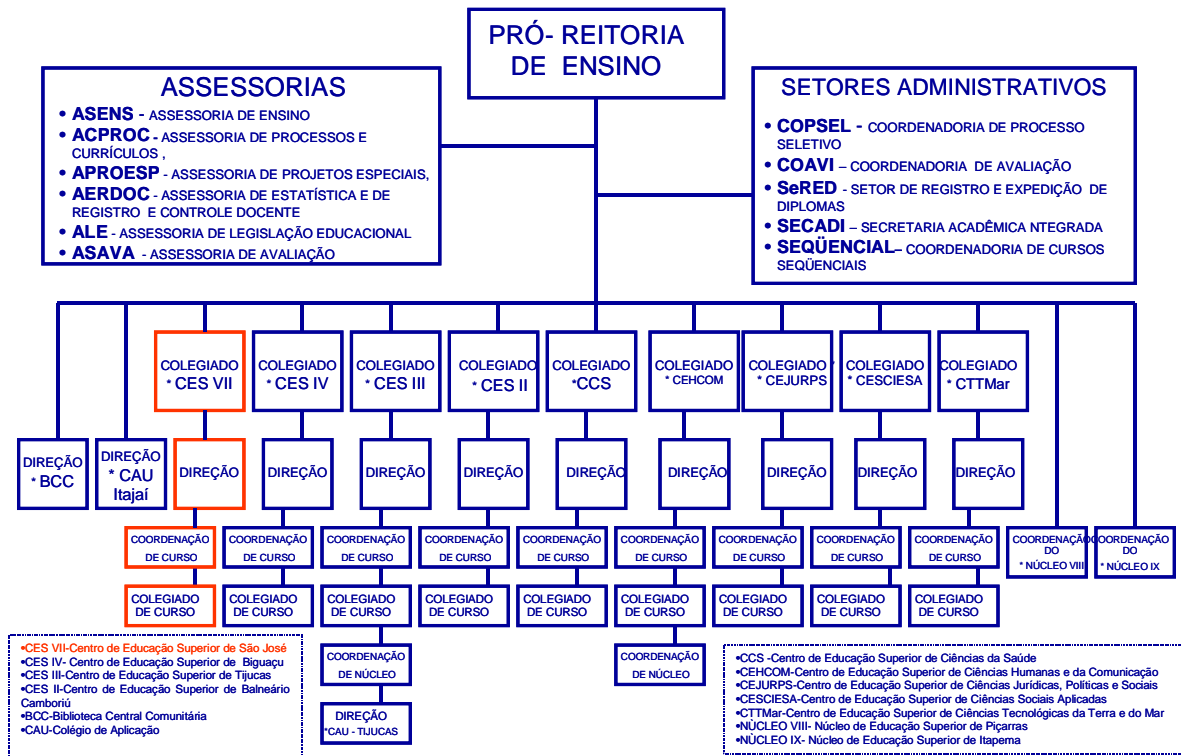 PRÓ- REITORIA
DE ENSINO
ASSESSORIAS
• ASENS - ASSESSORIA DE ENSINO
• ACPROC - ASSESSORIA DE PROCESSOS E
CURRÍCULOS ,
• APROESP - ASSESSORIA DE PROJETOS ESPECIAIS,
• AERDOC - ASSESSORIA DE ESTATÍSTICA E DE
REGISTRO E CONTROLE DOCENTE
• ALE - ASSESSORIA DE LEGISLAÇÃO EDUCACIONAL
• ASAVA - ASSESSORIA DE AVALIAÇÃO
SETORES ADMINISTRATIVOS
• COPSEL - COORDENADORIA DE PROCESSO
SELETIVO
• COAVI – COORDENADORIA DE AVALIAÇÃO
• SeRED - SETOR DE REGISTRO E EXPEDIÇÃO DE
DIPLOMAS
• SECADI – SECRETARIA ACADÊMICA NTEGRADA
• SEQÜENCIAL– COORDENADORIA DE CURSOS
SEQÜENCIAIS
COLEGIADO
* CES VII
COLEGIADO
* CES IV
COLEGIADO
* CES III
COLEGIADO
* CES II
COLEGIADO
*CCS
COLEGIADO
* CEHCOM
COLEGIADO
* CEJURPS
COLEGIADO
* CESCIESA
COLEGIADO
* CTTMar
DIREÇÃO
* BCC
DIREÇÃO
* CAU
Itajaí
DIREÇÃO
DIREÇÃO
DIREÇÃO
DIREÇÃO
DIREÇÃO
DIREÇÃO
DIREÇÃO
DIREÇÃO
DIREÇÃO
COORDENAÇÃO
DE CURSO
COORDENAÇÃO
DE CURSO
COORDENAÇÃO
DE CURSO
COORDENAÇÃO
DE CURSO
COORDENAÇÃO
DE CURSO
COORDENAÇÃO
DE CURSO
COORDENAÇÃO
DE CURSO
COORDENAÇÃO
DE CURSO
COORDENAÇÃO
DE CURSO
COORDENAÇÃO
DO
* NÚCLEO VIII
COORDENAÇÃO
DO
* NÚCLEO IX
COLEGIADO
DE CURSO
COLEGIADO
DE CURSO
COLEGIADO
DE CURSO
COLEGIADO
DE CURSO
COLEGIADO
DE CURSO
COLEGIADO
DE CURSO
COLEGIADO
DE CURSO
COLEGIADO
DE CURSO
COLEGIADO
DE CURSO
COORDENAÇÃO
DE NÚCLEO
COORDENAÇÃO
DE NÚCLEO
DIREÇÃO
*CAU - TIJUCAS
•CES VII-Centro de Educação Superior de São José
•CES IV- Centro de Educação Superior de Biguaçu
•CES III-Centro de Educação Superior de Tijucas
•CES II-Centro de Educação Superior de Balneário
Camboriú
•BCC-Biblioteca Central Comunitária
•CAU-Colégio de Aplicação
•CCS -Centro de Educação Superior de Ciências da Saúde
•CEHCOM-Centro de Educação Superior de Ciências Humanas e da Comunicação
•CEJURPS-Centro de Educação Superior de Ciências Jurídicas, Políticas e Sociais
•CESCIESA-Centro de Educação Superior de Ciências Sociais Aplicadas
•CTTMar-Centro de Educação Superior de Ciências Tecnológicas da Terra e do Mar
•NÙCLEO VIII- Núcleo de Educação Superior de Piçarras
•NÙCLEO IX- Núcleo de Educação Superior de Itapema